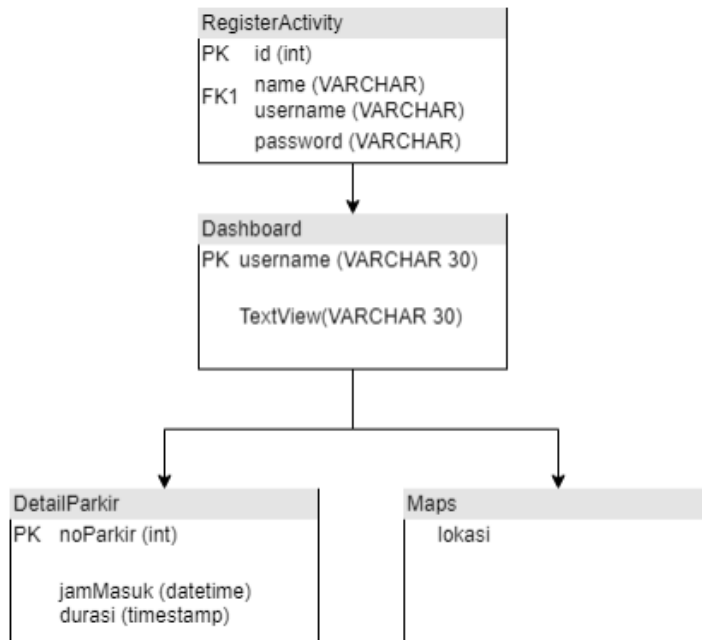 RegisterActivity
PK id (int)
FK1 name (VARCHAR)
username (VARCHAR)
password (VARCHAR)
Dashboard
PK username (VARCHAR 30)
TextView(VARCHAR 30)
DetailParkir
PK noParkir (int)
jamMasuk (datetime)
durasi (timestamp)
Maps
lokasi